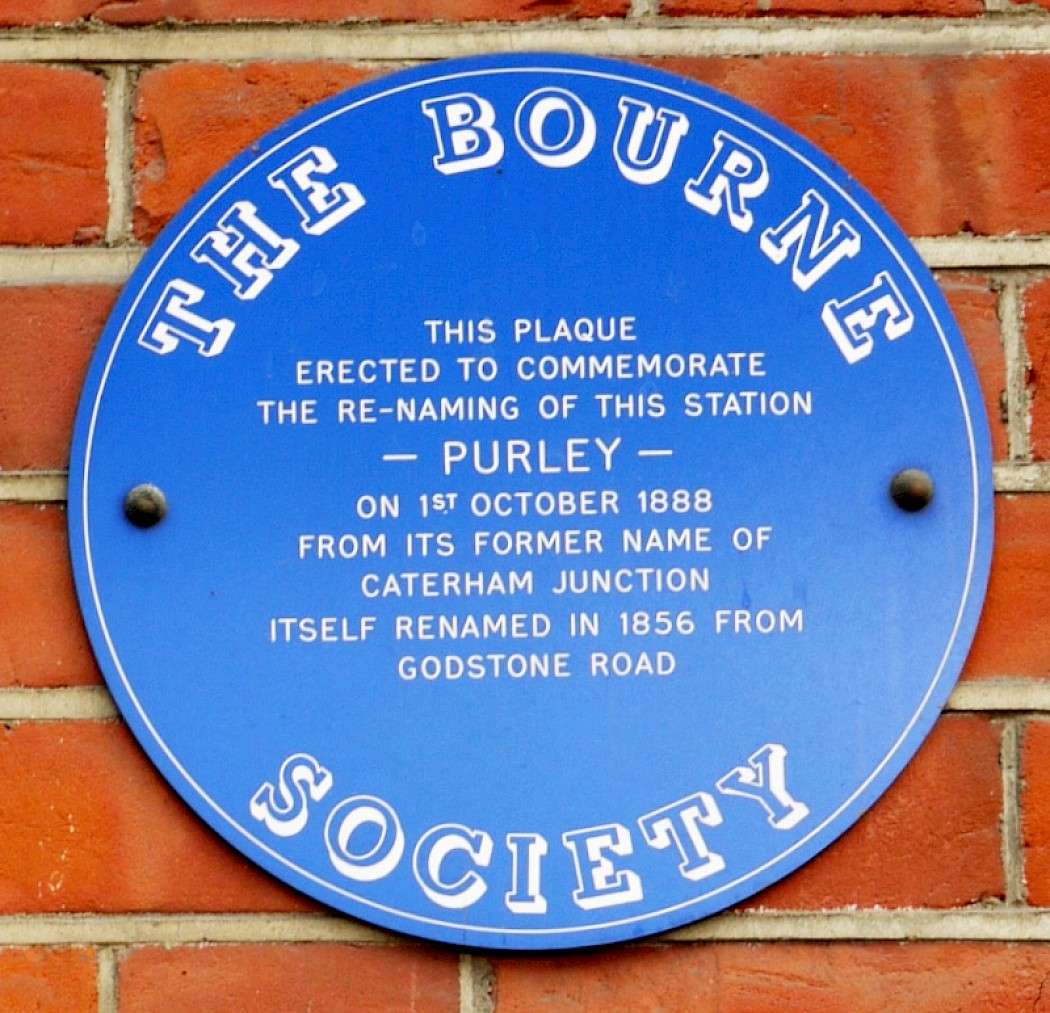 THE BOURNE
THIS PLAQUE
ERECTED TO COMMEMORATE
THE RE-NAMING OF THIS STATION
— PURLEY —
ON 1ST OCTOBER 1888
FROM ITS FORMER NAME OF
CATERHAM JUNCTION
ITSELF RENAMED IN 1856 FROM
GODSTONE ROAD
SOCIETY